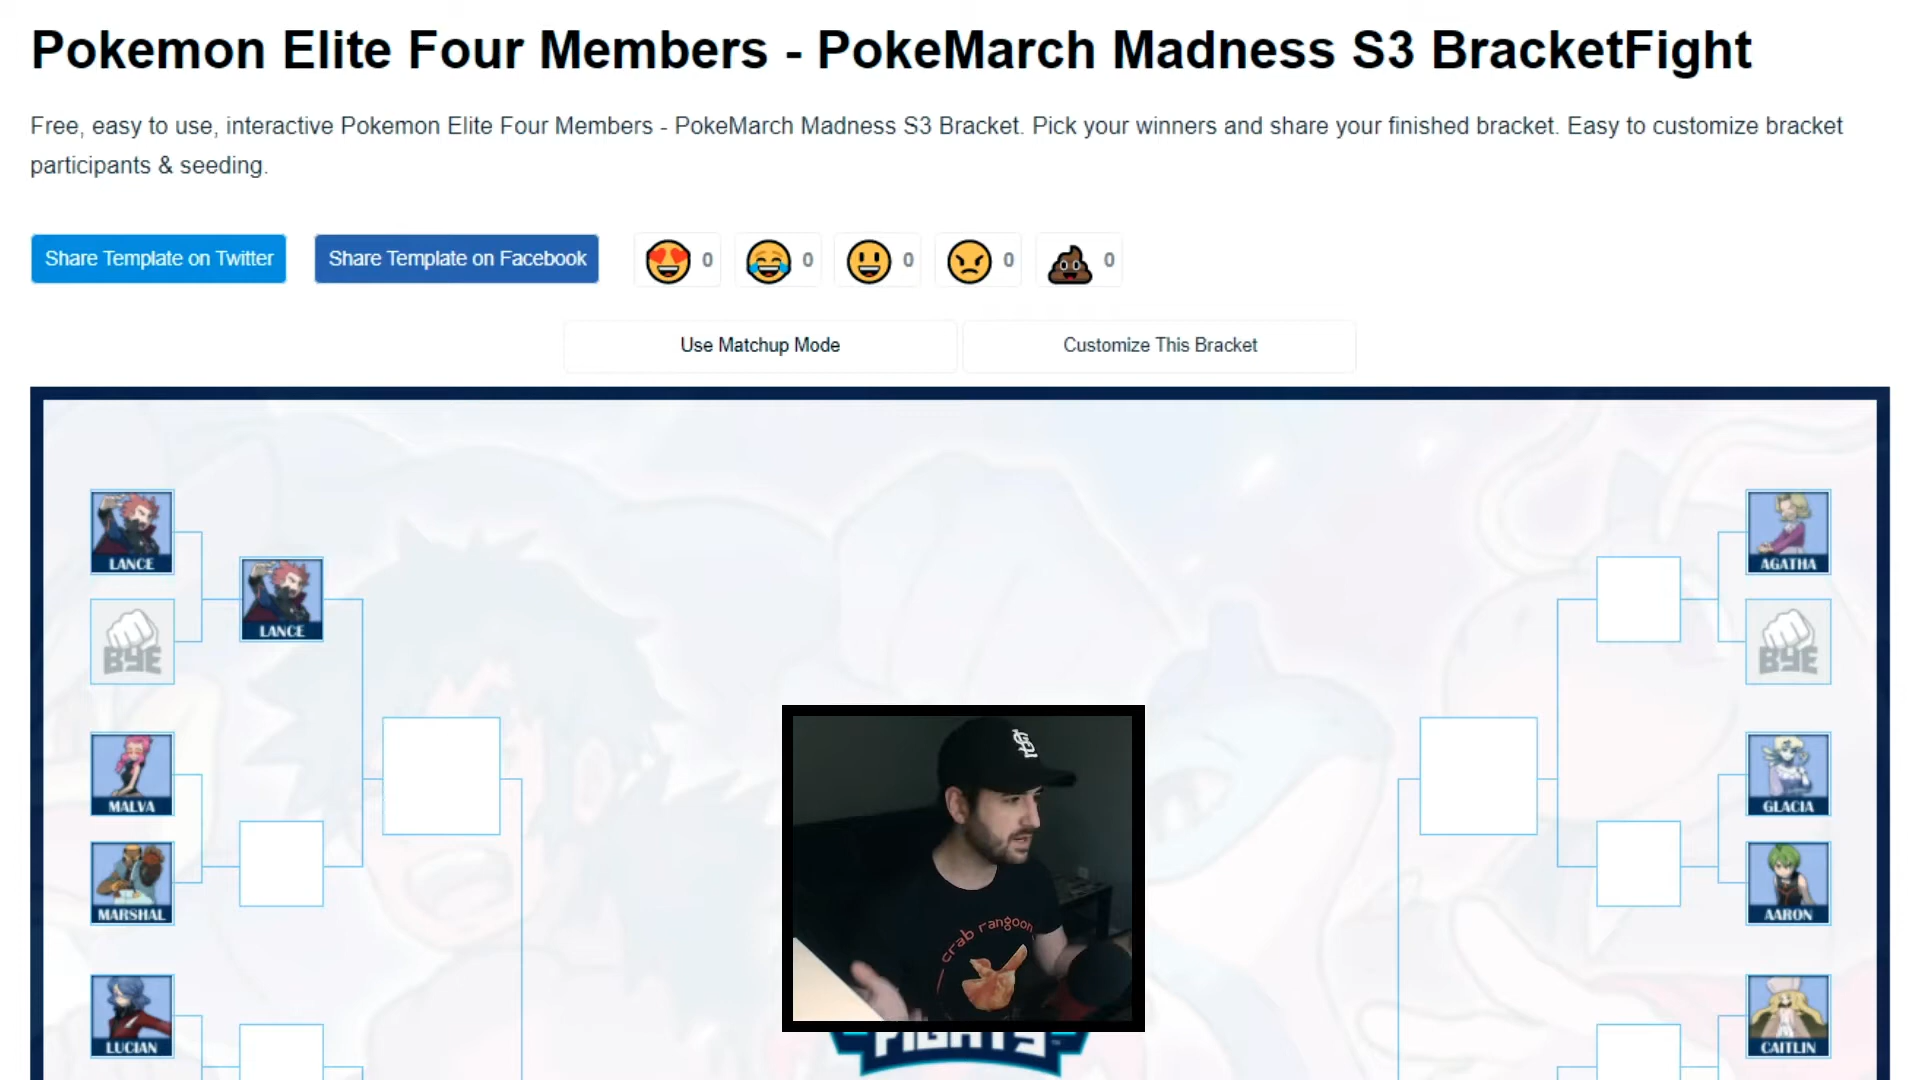 Pokemon Elite Four Members - PokeMarch Madness S3 BracketFight
Free, easy to use, interactive Pokemon Elite Four Members - PokeMarch Madness S3 Bracket. Pick your winners and share your finished bracket. Easy to customize bracket
participants & seeding.
Share Template on Twitter
Share Template on Facebook
0
0
0
0
0
Use Matchup Mode
Customize This Bracket
LANCE
LANCE
BYE
MALVA
MARSHAL
LUCIAN
AGATHA
BYE
GLACIA
AARON
CAITLIN
StL
crab rangoon
FIGHTS